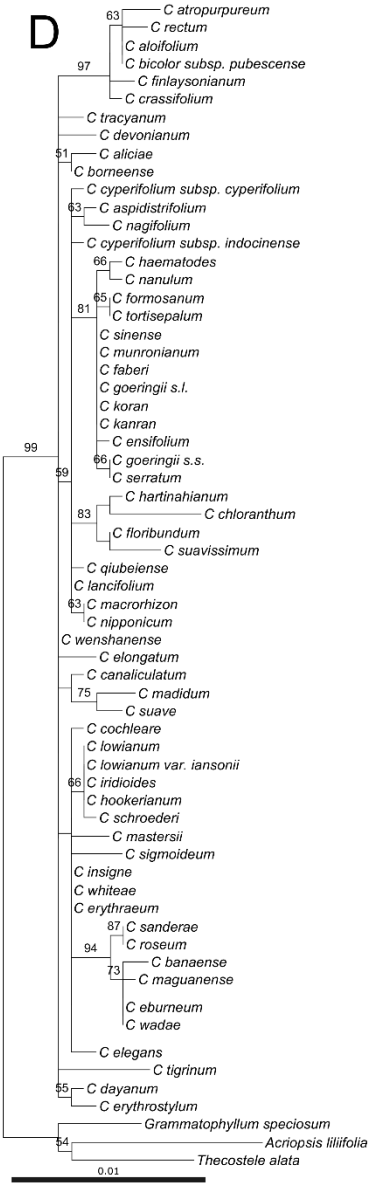 D
63
C atropurpureum
C rectum
C aloifolium
C bicolor subsp. pubescense
97
C finlaysonianum
C crassifolium
C tracyanum
C devonianum
51
C aliciae
C borneense
C cyperifolium subsp. cyperifolium
63
C aspidistrifolium
C nagifolium
C cyperifolium subsp. indocinense
66
C haematodes
C nanulum
65
C formosanum
81
C tortisepalum
C sinense
C munronianum
C faberi
C goeringii s.l.
C koran
C kanran
C ensifolium
99
66
C goeringii s.s.
59
C serratum
C hartinahianum
83
C chloranthum
C floribundum
C suavissimum
C qiubeiense
C lancifolium
63
C macrorhizon
C nipponicum
C wenshanense
C elongatum
C canaliculatum
75
C madidum
C suave
C cochleare
C lowianum
C lowianum var. iansonii
66
C iridioides
C hookerianum
C schroederi
C mastersii
C sigmoideum
C insigne
C whiteae
C erythraeum
87
C sanderae
94
C roseum
C banaense
73
C maguanense
C eburneum
C wadae
C elegans
C tigrinum
55
C dayanum
C erythrostylum
Grammatophyllum speciosum
54
Acriopsis liliifolia
Thecostele alata
0.01